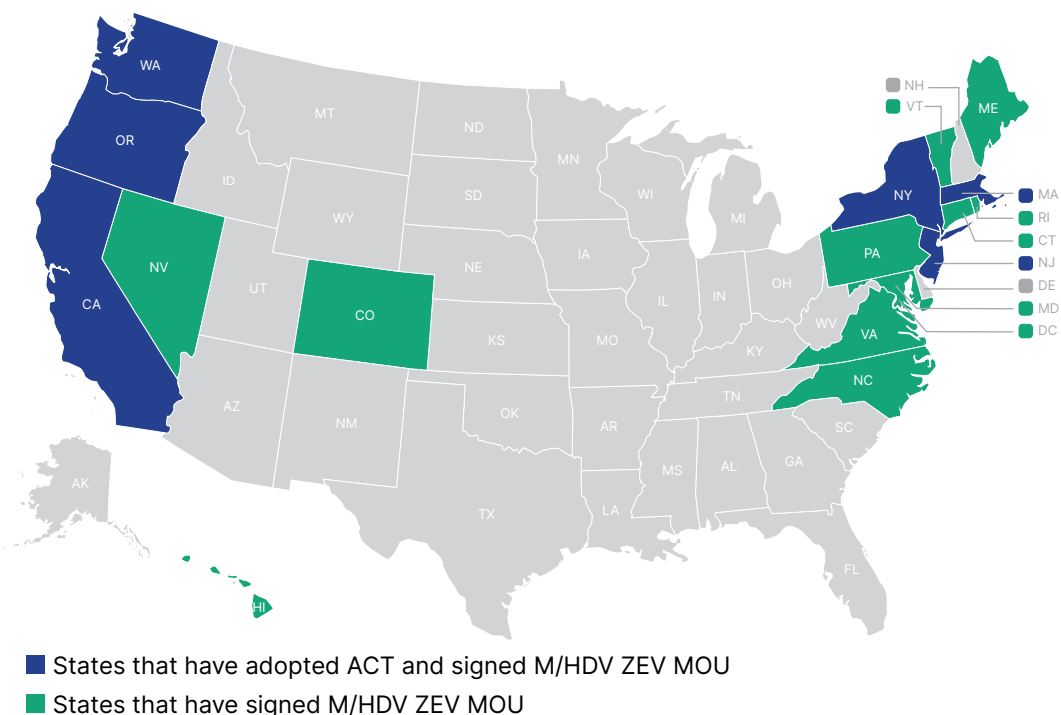 WA
OR
CA
NV
ID
MT
WY
UT
CO
AZ
NM
ND
SD
NE
KS
OK
TX
MN
IA
MO
AR
LA
WI
IL
MI
IN
OH
KY
TN
MS
AL
GA
FL
SC
NC
VA
WV
PA
NY
ME
NH
VT
MA
RI
CT
NJ
DE
MD
DC
AK
HI
States that have adopted ACT and signed M/HDV ZEV MOU
States that have signed M/HDV ZEV MOU